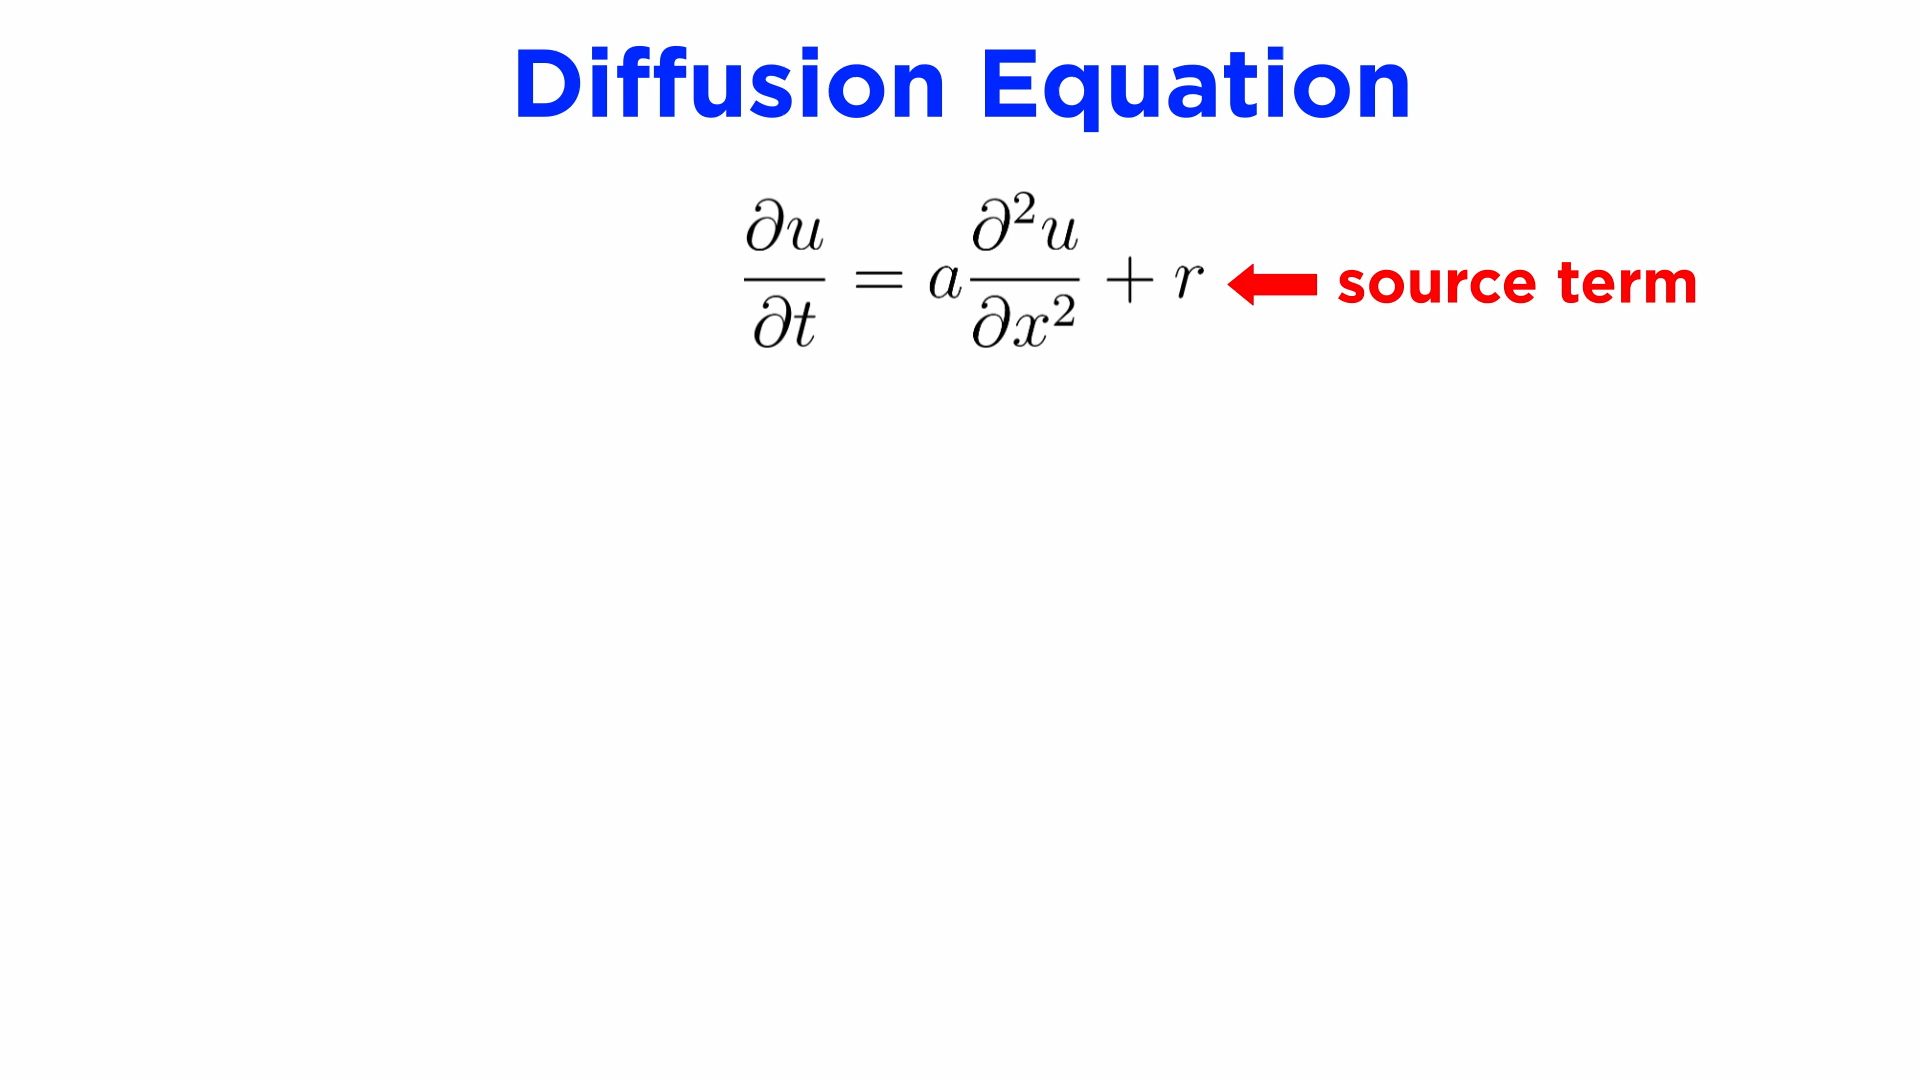 Diffusion Equation
∂u/∂t = a ∂²u/∂x² + r source term